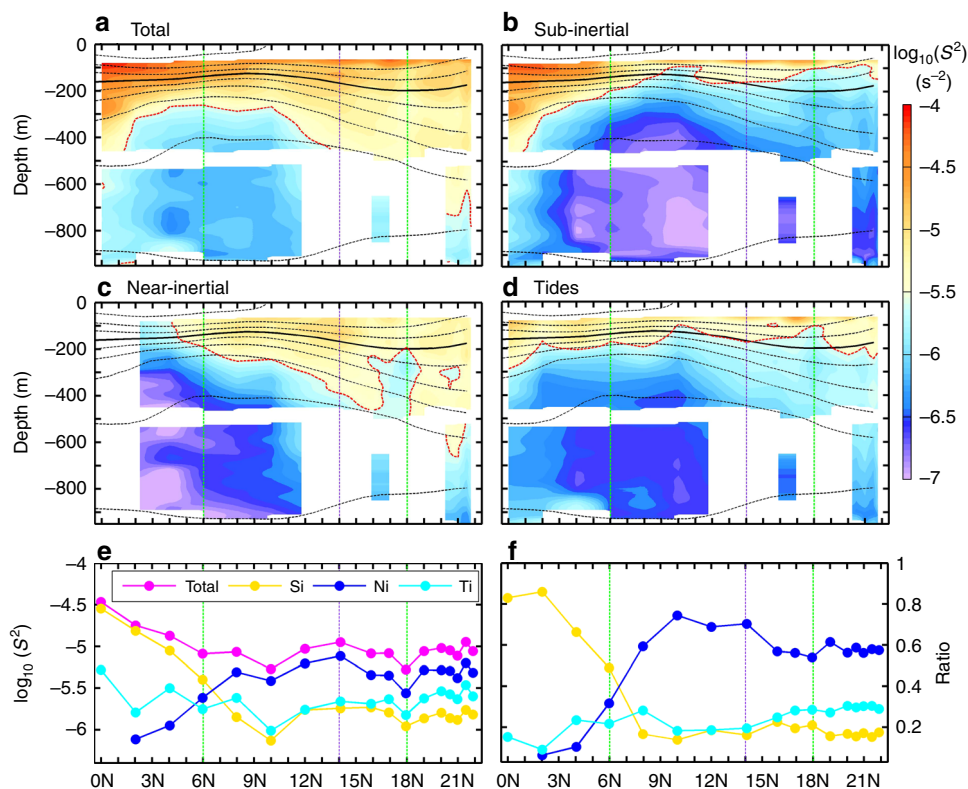 a Total
b Sub-inertial
log10(S²)
(s⁻²)
0
−200
−400
−600
−800
Depth (m)
−4
−4.5
−5
−5.5
−6
−6.5
−7
c Near-inertial
d Tides
0
−200
−400
−600
−800
Depth (m)
e
f
−4
−4.5
−5
−5.5
−6
log10 (S²)
Total Si Ni Ti
1
0.8
0.6
0.4
0.2
Ratio
0N 3N 6N 9N 12N 15N 18N 21N
0N 3N 6N 9N 12N 15N 18N 21N